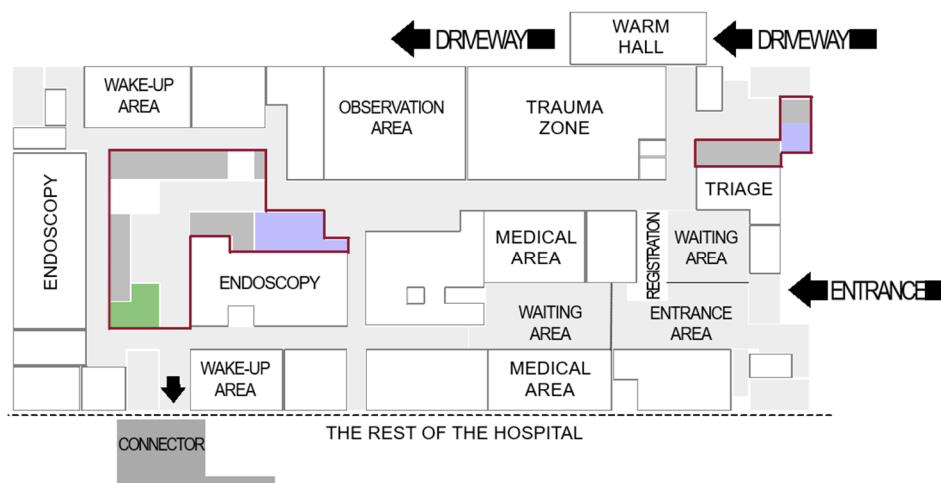 WARM
HALL
DRIVEWAY
DRIVEWAY
WAKE-UP
AREA
OBSERVATION
AREA
TRAUMA
ZONE
TRIAGE
ENDOSCOPY
MEDICAL
AREA
REGISTRATION
WAITING
AREA
ENDOSCOPY
ENTRANCE
WAITING
AREA
ENTRANCE
AREA
WAKE-UP
AREA
MEDICAL
AREA
THE REST OF THE HOSPITAL
CONNECTOR